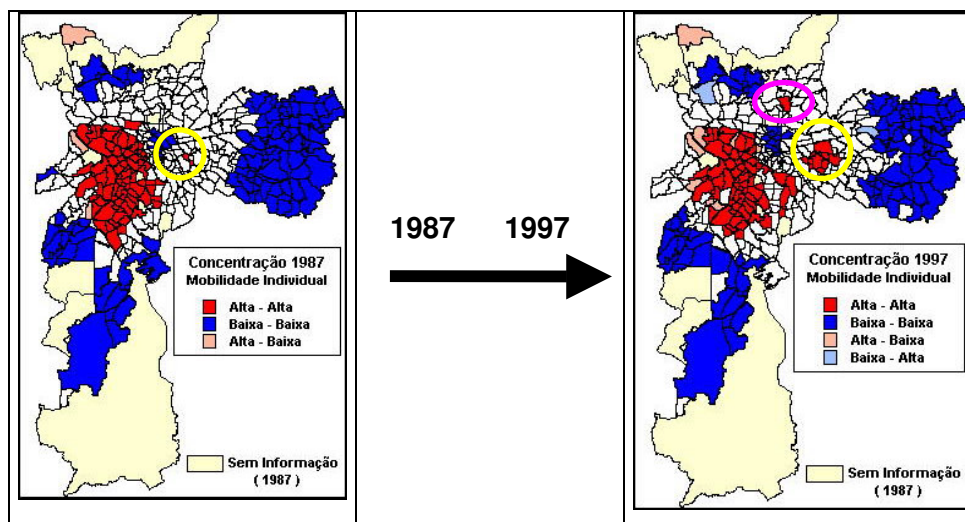 Concentração 1987
Mobilidade Individual
Alta - Alta
Baixa - Baixa
Alta - Baixa
Sem Informação
( 1987 )
1987 1997
Concentração 1997
Mobilidade Individual
Alta - Alta
Baixa - Baixa
Alta - Baixa
Baixa - Alta
Sem Informação
( 1987 )